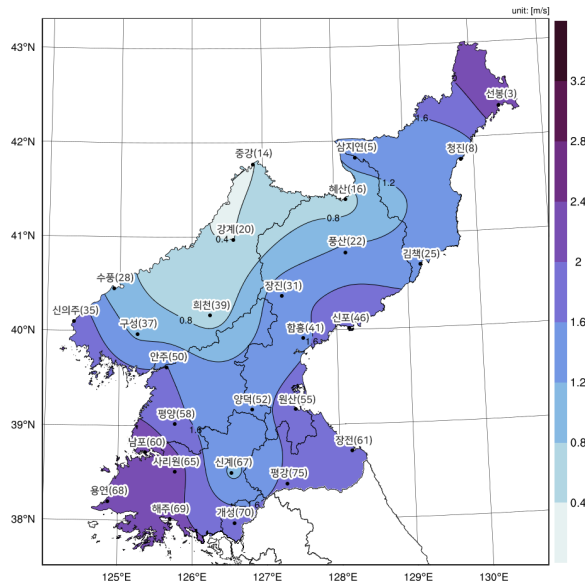 unit: [m/s]
43°N
3.2
선봉(3)
2.8
1.6
42°N
삼지연(5)
청진(8)
중강(14)
1.2
혜산(16)
2.4
0.8
강계(20)
0.4
풍산(22)
41°N
김책(25)
2
수풍(28)
장진(31)
신의주(35)
희천(39)
1.6
구성(37)
0.8
함흥(41)
신포(46)
40°N
1.6
안주(50)
1.2
양덕(52)
원산(55)
평양(58)
39°N
장전(61)
남포(60)
0.8
사리원(65)
신계(67)
평강(75)
용연(68)
해주(69)
개성(70)
0.4
38°N
125°E
126°E
127°E
128°E
129°E
130°E